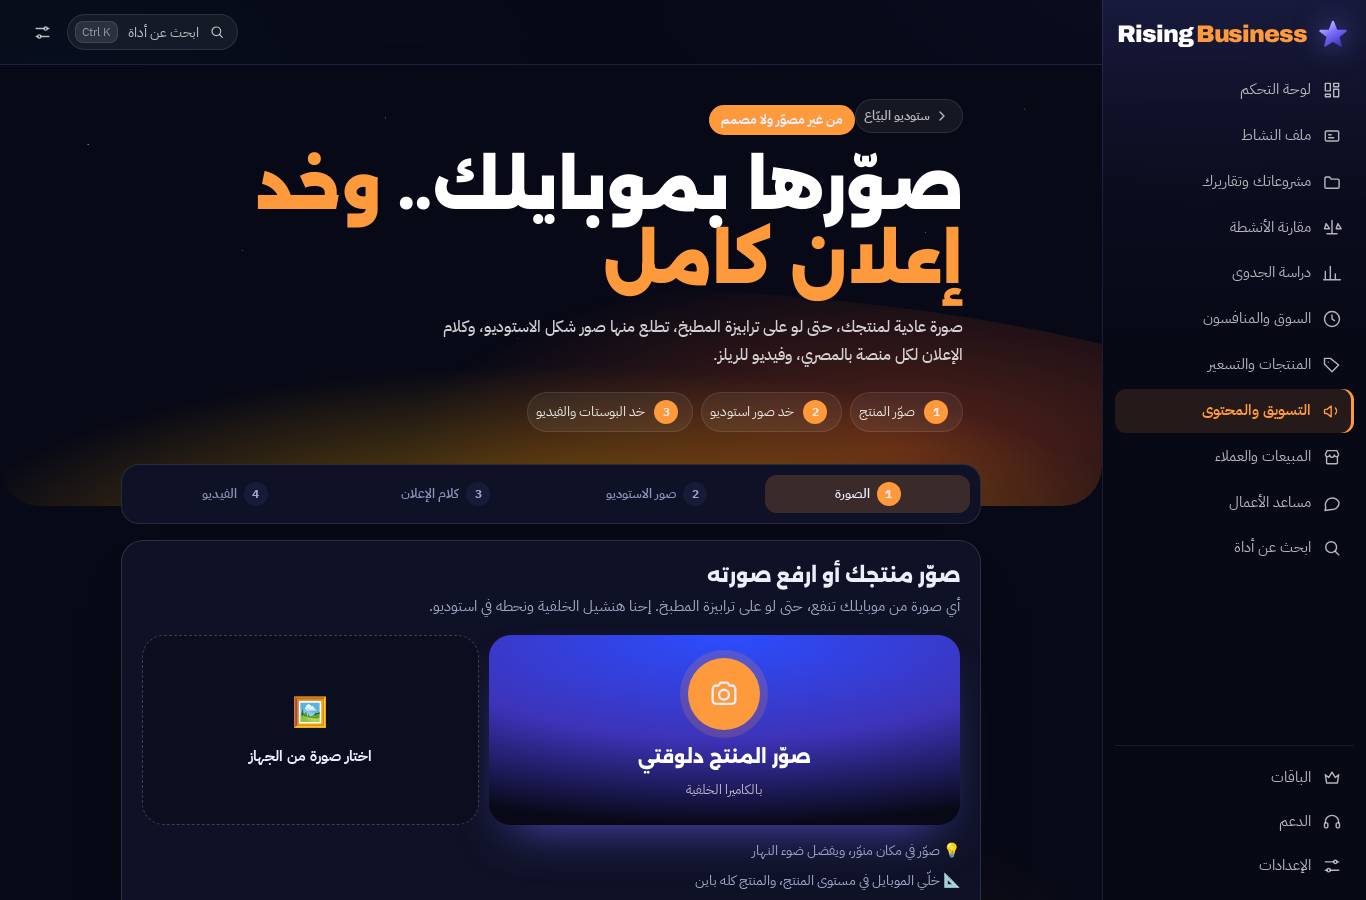 Rising Business
لوحة التحكم
ملف النشاط
مشروعاتك وتقاريرك
مقارنة الأنشطة
دراسة الجدوى
السوق والمنافسون
المنتجات والتسعير
التسويق والمحتوى
المبيعات والعملاء
مساعد الأعمال
ابحث عن أداة
الباقات
الدعم
الإعدادات
ابحث عن أداة Ctrl K
ستوديو البيّاع
من غير مصوّر ولا مصمم
صوّرها بموبايلك.. وخد
إعلان كامل
صورة عادية لمنتجك، حتى لو على ترابيزة المطبخ، تطلع منها صور شكل الاستوديو، وكلام
الإعلان لكل منصة بالمصري، وفيديو للريلز.
1 صوّر المنتج 2 خد صور استوديو 3 خد البوستات والفيديو
1 الصورة 2 صور الاستوديو 3 كلام الإعلان 4 الفيديو
صوّر منتجك أو ارفع صورته
أي صورة من موبايلك تنفع، حتى لو على ترابيزة المطبخ. إحنا هنشيل الخلفية ونحطه في استوديو.
صوّر المنتج دلوقتي
بالكاميرا الخلفية
اختار صورة من الجهاز
💡 صوّر في مكان منوّر، ويفضل ضوء النهار
📐 خلّي الموبايل في مستوى المنتج، والمنتج كله باين